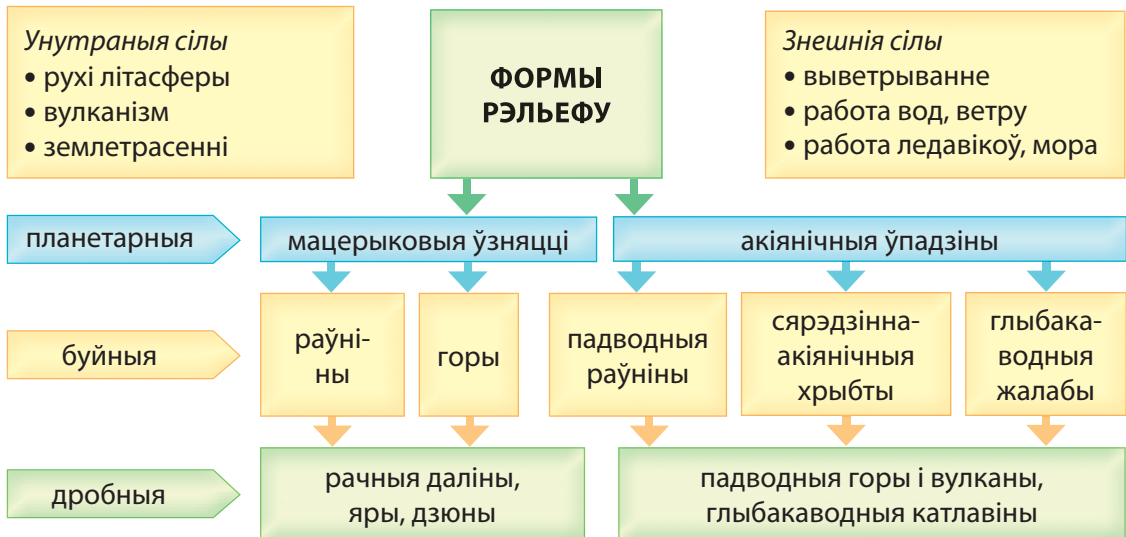 Унутраныя сілы
• рухі літасферы
• вулканізм
• землетрасенні
ФОРМЫ
РЭЛЬЕФУ
Знешнія сілы
• выветрыванне
• работа вод, ветру
• работа ледавікоў, мора
планетарныя
мацерыковыя ўзняцці
акіянічныя ўпадзіны
буйныя
раўні-
ны
горы
падводныя
раўніны
сярэдзінна-
акіянічныя
хрыбты
глыбака-
водныя
жалабы
дробныя
рачныя даліны,
яры, дзюны
падводныя горы і вулканы,
глыбакаводныя катлавіны